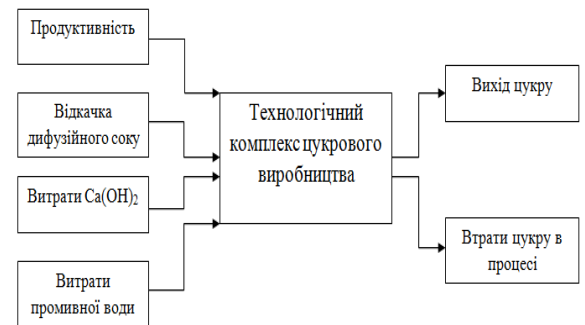 Продуктивність
Відкачка
дифузійного соку
Витрати Ca(OH)₂
Витрати
промивної води
Технологічний
комплекс цукрового
виробництва
Вихід цукру
Втрати цукру в
процесі